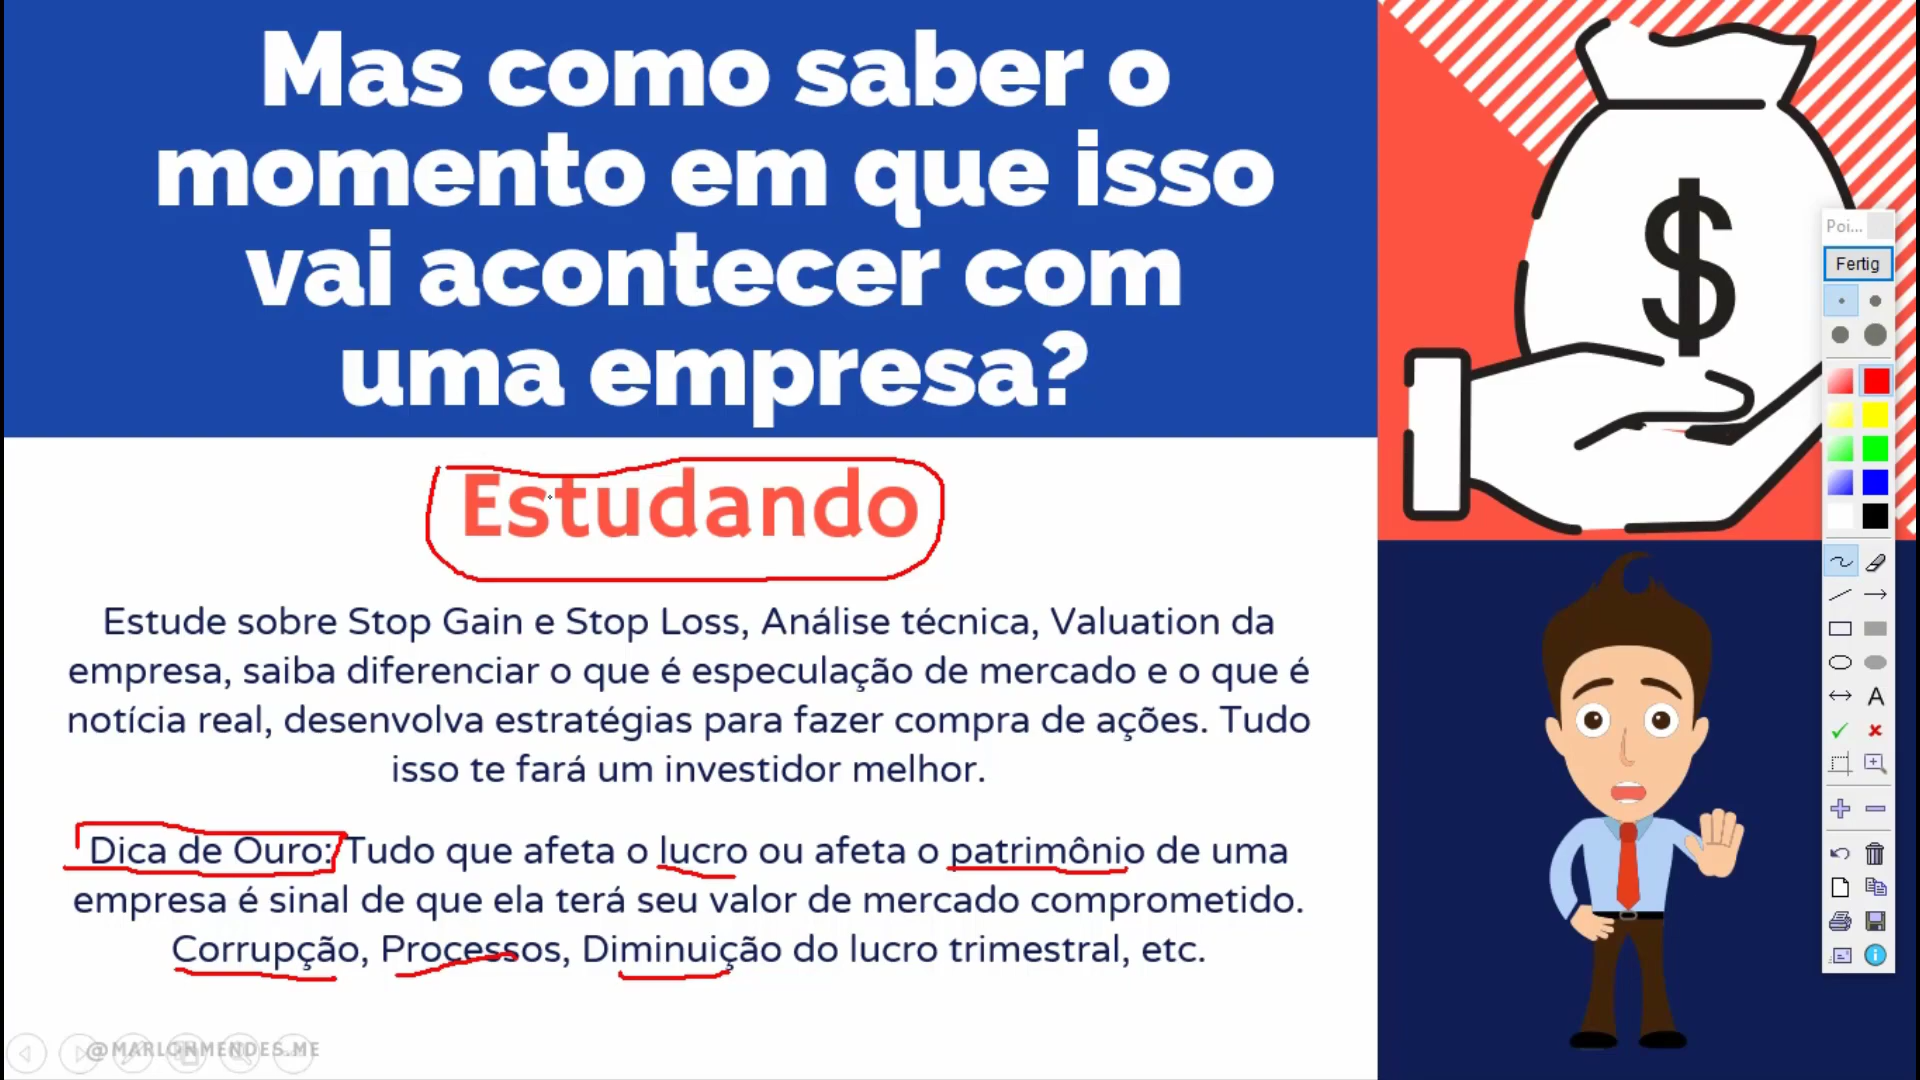 Mas como saber o
momento em que isso
vai acontecer com
uma empresa?
$
Poi...
Fertig
A
Estudando
Estude sobre Stop Gain e Stop Loss, Análise técnica, Valuation da
empresa, saiba diferenciar o que é especulação de mercado e o que é
notícia real, desenvolva estratégias para fazer compra de ações. Tudo
isso te fará um investidor melhor.
Dica de Ouro: Tudo que afeta o lucro ou afeta o patrimônio de uma
empresa é sinal de que ela terá seu valor de mercado comprometido.
Corrupção, Processos, Diminuição do lucro trimestral, etc.
@MARLONMENDES.ME